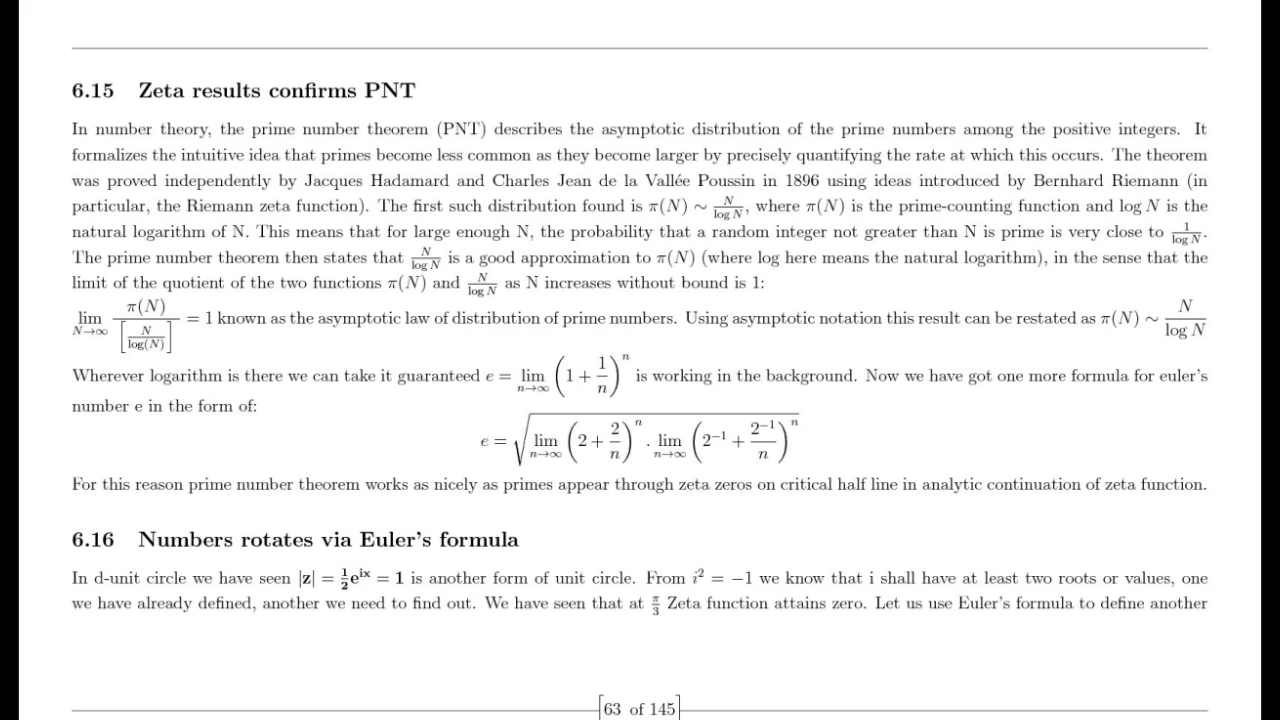 6.15 Zeta results confirms PNT
In number theory, the prime number theorem (PNT) describes the asymptotic distribution of the prime numbers among the positive integers. It
formalizes the intuitive idea that primes become less common as they become larger by precisely quantifying the rate at which this occurs. The theorem
was proved independently by Jacques Hadamard and Charles Jean de la Vallée Poussin in 1896 using ideas introduced by Bernhard Riemann (in
particular, the Riemann zeta function). The first such distribution found is π(N) ∼ N/log N, where π(N) is the prime-counting function and log N is the
natural logarithm of N. This means that for large enough N, the probability that a random integer not greater than N is prime is very close to 1/log N.
The prime number theorem then states that N/log N is a good approximation to π(N) (where log here means the natural logarithm), in the sense that the
limit of the quotient of the two functions π(N) and N/log N as N increases without bound is 1:
lim N→∞ π(N)/[N/log(N)] = 1 known as the asymptotic law of distribution of prime numbers. Using asymptotic notation this result can be restated as π(N) ∼ N/log N
Wherever logarithm is there we can take it guaranteed e = lim n→∞ (1 + 1/n)^n is working in the background. Now we have got one more formula for euler's
number e in the form of:
e = √(lim n→∞ (2 + 2/n)^n . lim n→∞ (2^−1 + 2^−1/n)^n)
For this reason prime number theorem works as nicely as primes appear through zeta zeros on critical half line in analytic continuation of zeta function.
6.16 Numbers rotates via Euler's formula
In d-unit circle we have seen |z| = 1/2 e^ix = 1 is another form of unit circle. From i² = −1 we know that i shall have at least two roots or values, one
we have already defined, another we need to find out. We have seen that at π/3 Zeta function attains zero. Let us use Euler's formula to define another
63 of 145